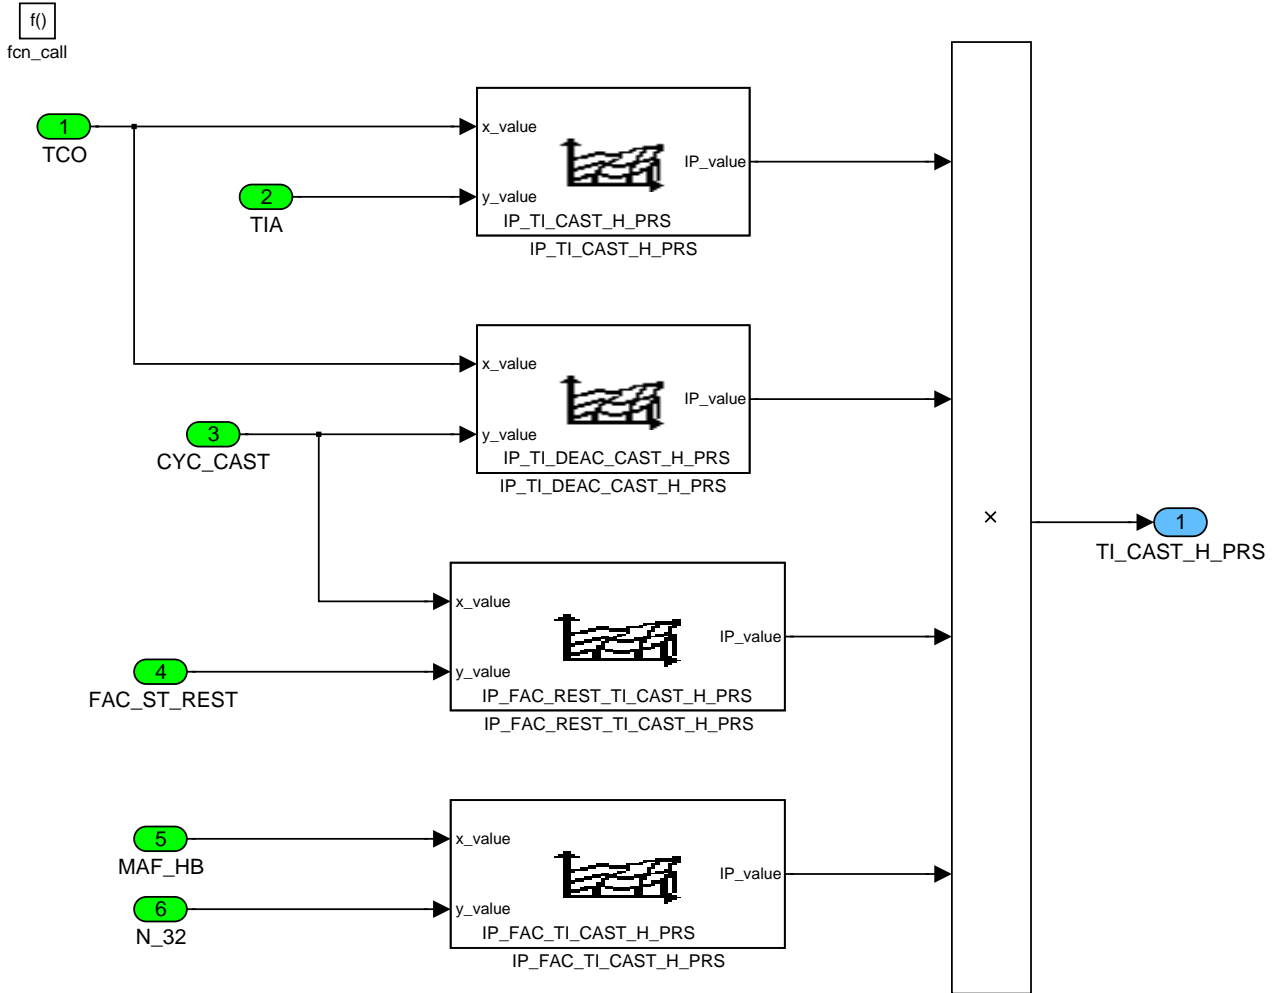 f()
fcn_call
1
TCO
x_value
IP_value
2
TIA
y_value
IP_TI_CAST_H_PRS
IP_TI_CAST_H_PRS
x_value
IP_value
3
CYC_CAST
y_value
IP_TI_DEAC_CAST_H_PRS
IP_TI_DEAC_CAST_H_PRS
×
1
TI_CAST_H_PRS
x_value
IP_value
4
FAC_ST_REST
y_value
IP_FAC_REST_TI_CAST_H_PRS
IP_FAC_REST_TI_CAST_H_PRS
5
MAF_HB
x_value
IP_value
6
N_32
y_value
IP_FAC_TI_CAST_H_PRS
IP_FAC_TI_CAST_H_PRS